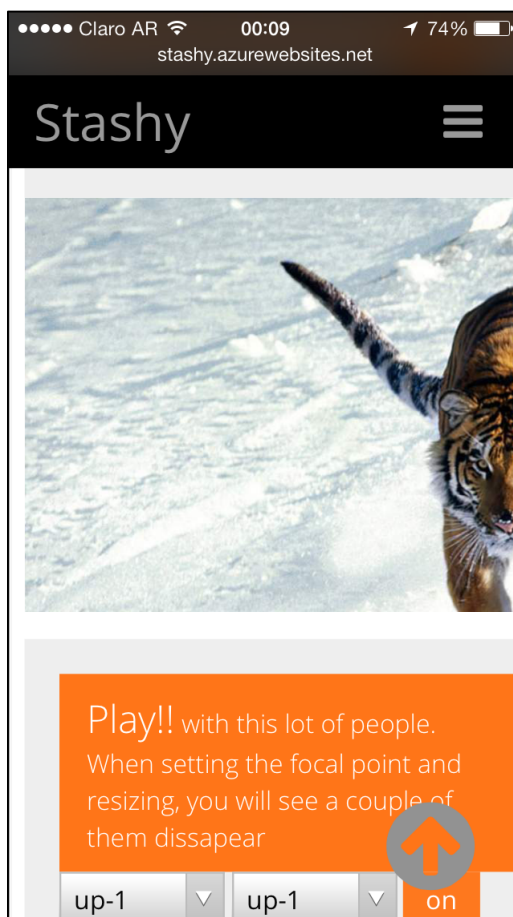 Claro AR 00:09 74%
stashy.azurewebsites.net
Stashy
Play!! with this lot of people.
When setting the focal point and
resizing, you will see a couple of
them dissapear
up-1 up-1 on